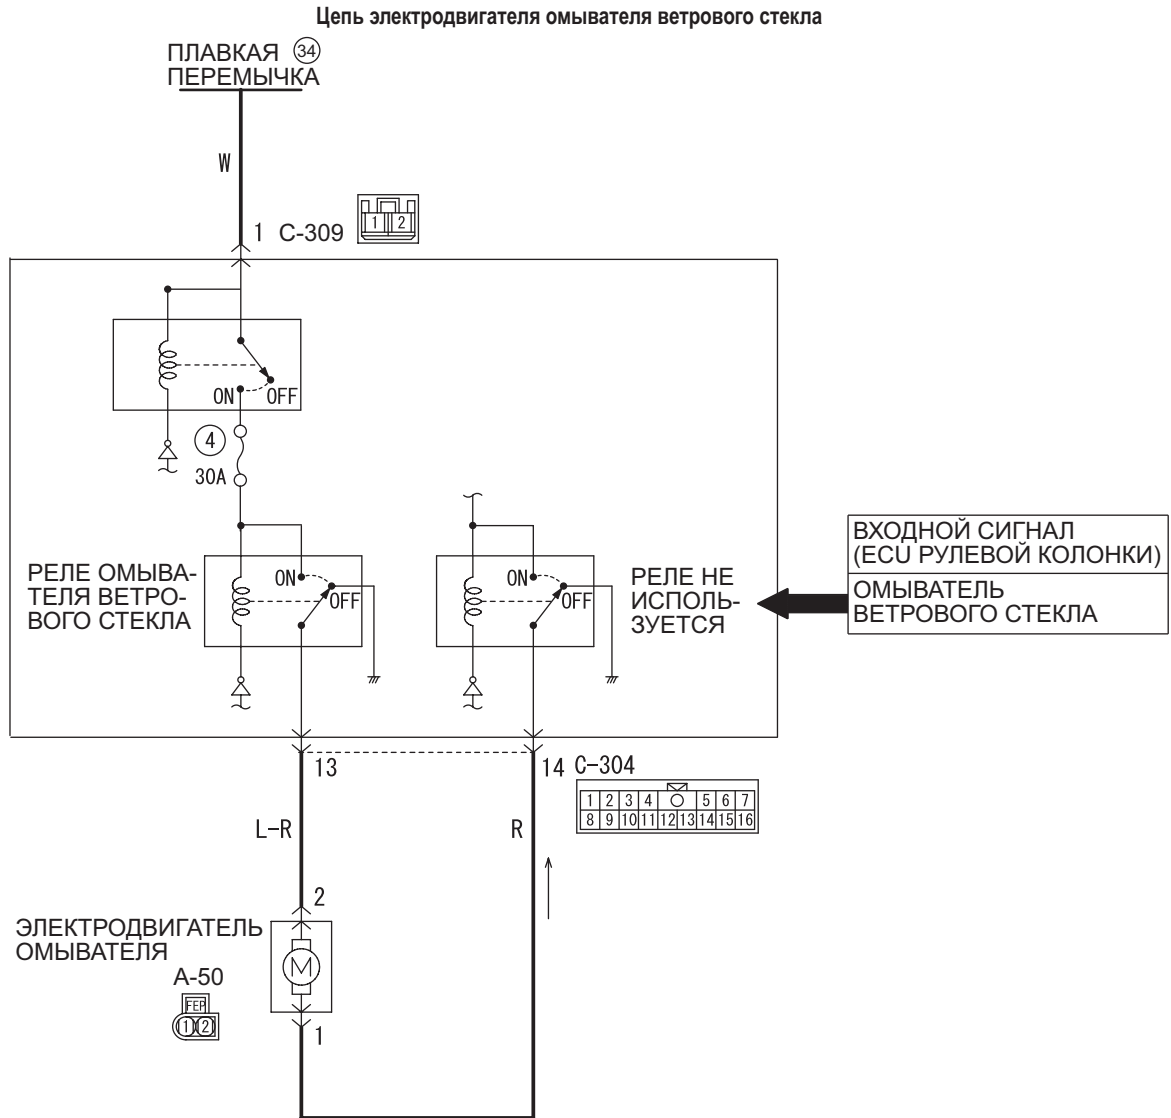 Цепь электродвигателя омывателя ветрового стекла
ПЛАВКАЯ 34
ПЕРЕМЫЧКА
W
1 C-309
1 2
ON OFF
4
30A
РЕЛЕ ОМЫВА-
ТЕЛЯ ВЕТРО-
ВОГО СТЕКЛА
ON
OFF
ON
OFF
РЕЛЕ НЕ
ИСПОЛЬ-
ЗУЕТСЯ
ВХОДНОЙ СИГНАЛ
(ECU РУЛЕВОЙ КОЛОНКИ)
ОМЫВАТЕЛЬ
ВЕТРОВОГО СТЕКЛА
13
14 C-304
1 2 3 4 5 6 7
8 9 10 11 12 13 14 15 16
L-R
R
2
ЭЛЕКТРОДВИГАТЕЛЬ
ОМЫВАТЕЛЯ
M
A-50
FEP
1 2
1